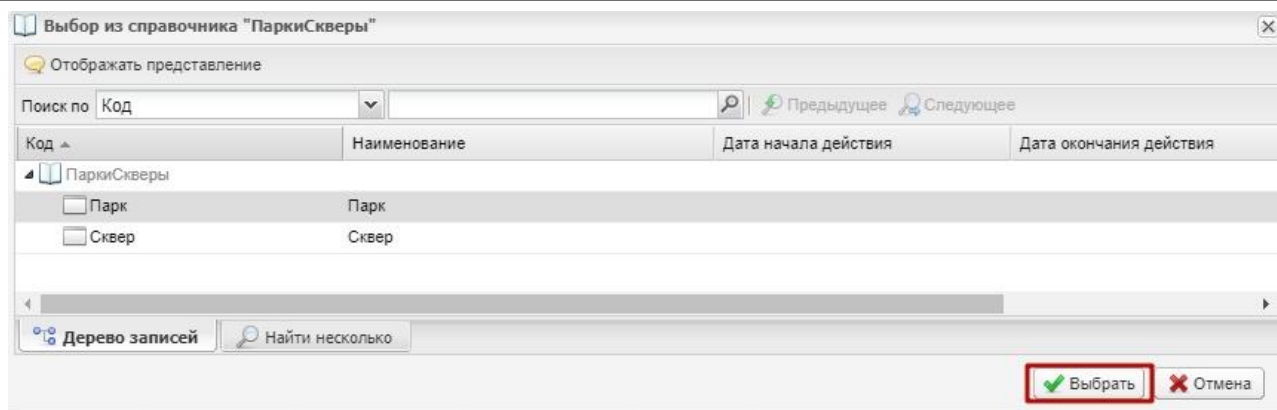 Выбор из справочника "ПаркиСкверы"
Отображать представление
Поиск по Код Предыдущее Следующее
Код Наименование Дата начала действия Дата окончания действия
ПаркиСкверы
Парк Парк
Сквер Сквер
Дерево записей Найти несколько
Выбрать Отмена